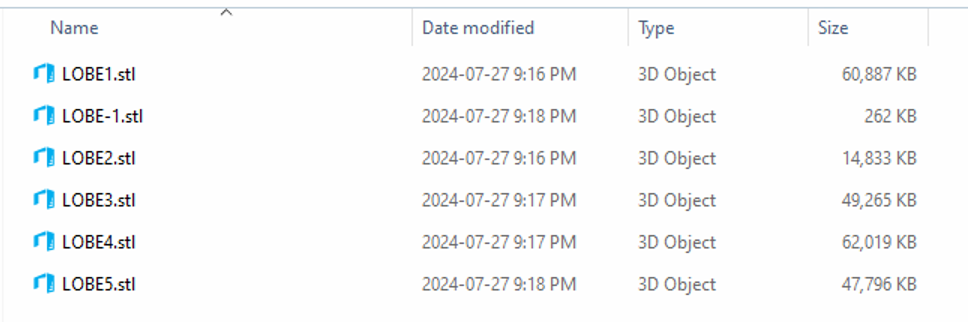 Name Date modified Type Size
LOBE1.stl 2024-07-27 9:16 PM 3D Object 60,887 KB
LOBE-1.stl 2024-07-27 9:18 PM 3D Object 262 KB
LOBE2.stl 2024-07-27 9:16 PM 3D Object 14,833 KB
LOBE3.stl 2024-07-27 9:17 PM 3D Object 49,265 KB
LOBE4.stl 2024-07-27 9:17 PM 3D Object 62,019 KB
LOBE5.stl 2024-07-27 9:18 PM 3D Object 47,796 KB